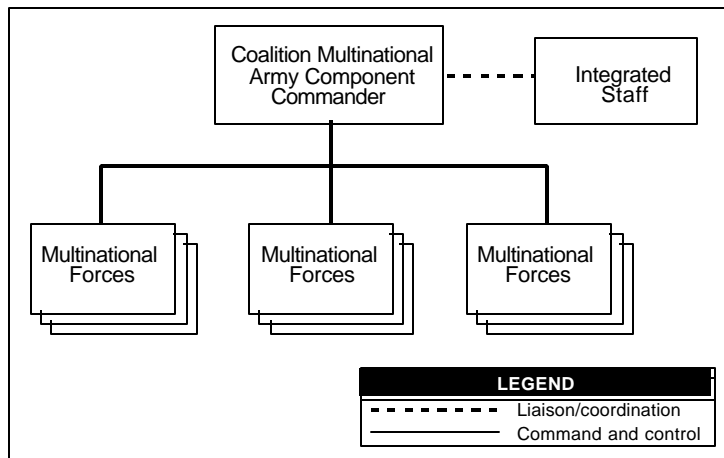 Coalition Multinational
Army Component
Commander
Integrated
Staff
Multinational
Forces
Multinational
Forces
Multinational
Forces
LEGEND
Liaison/coordination
Command and control